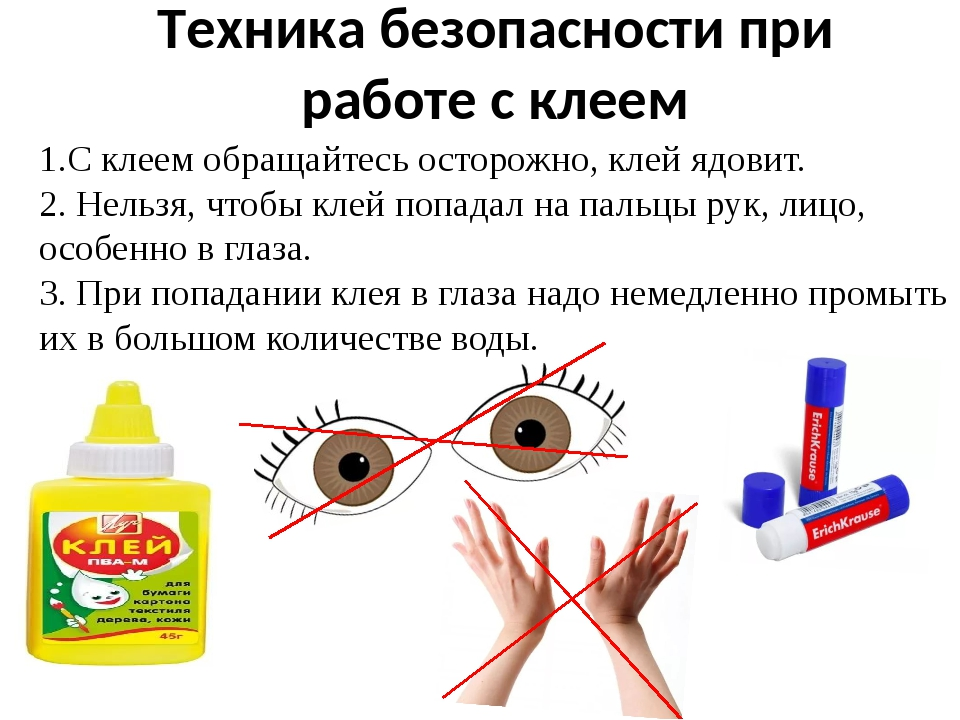 Техника безопасности при
работе с клеем
1.С клеем обращайтесь осторожно, клей ядовит.
2. Нельзя, чтобы клей попадал на пальцы рук, лицо,
особенно в глаза.
3. При попадании клея в глаза надо немедленно промыть
их в большом количестве воды.
Луч
КЛЕЙ
ПВА-М
для
бумаги
картона
текстиля
дерева, кожи
45г
ErichKrause
ErichKrause